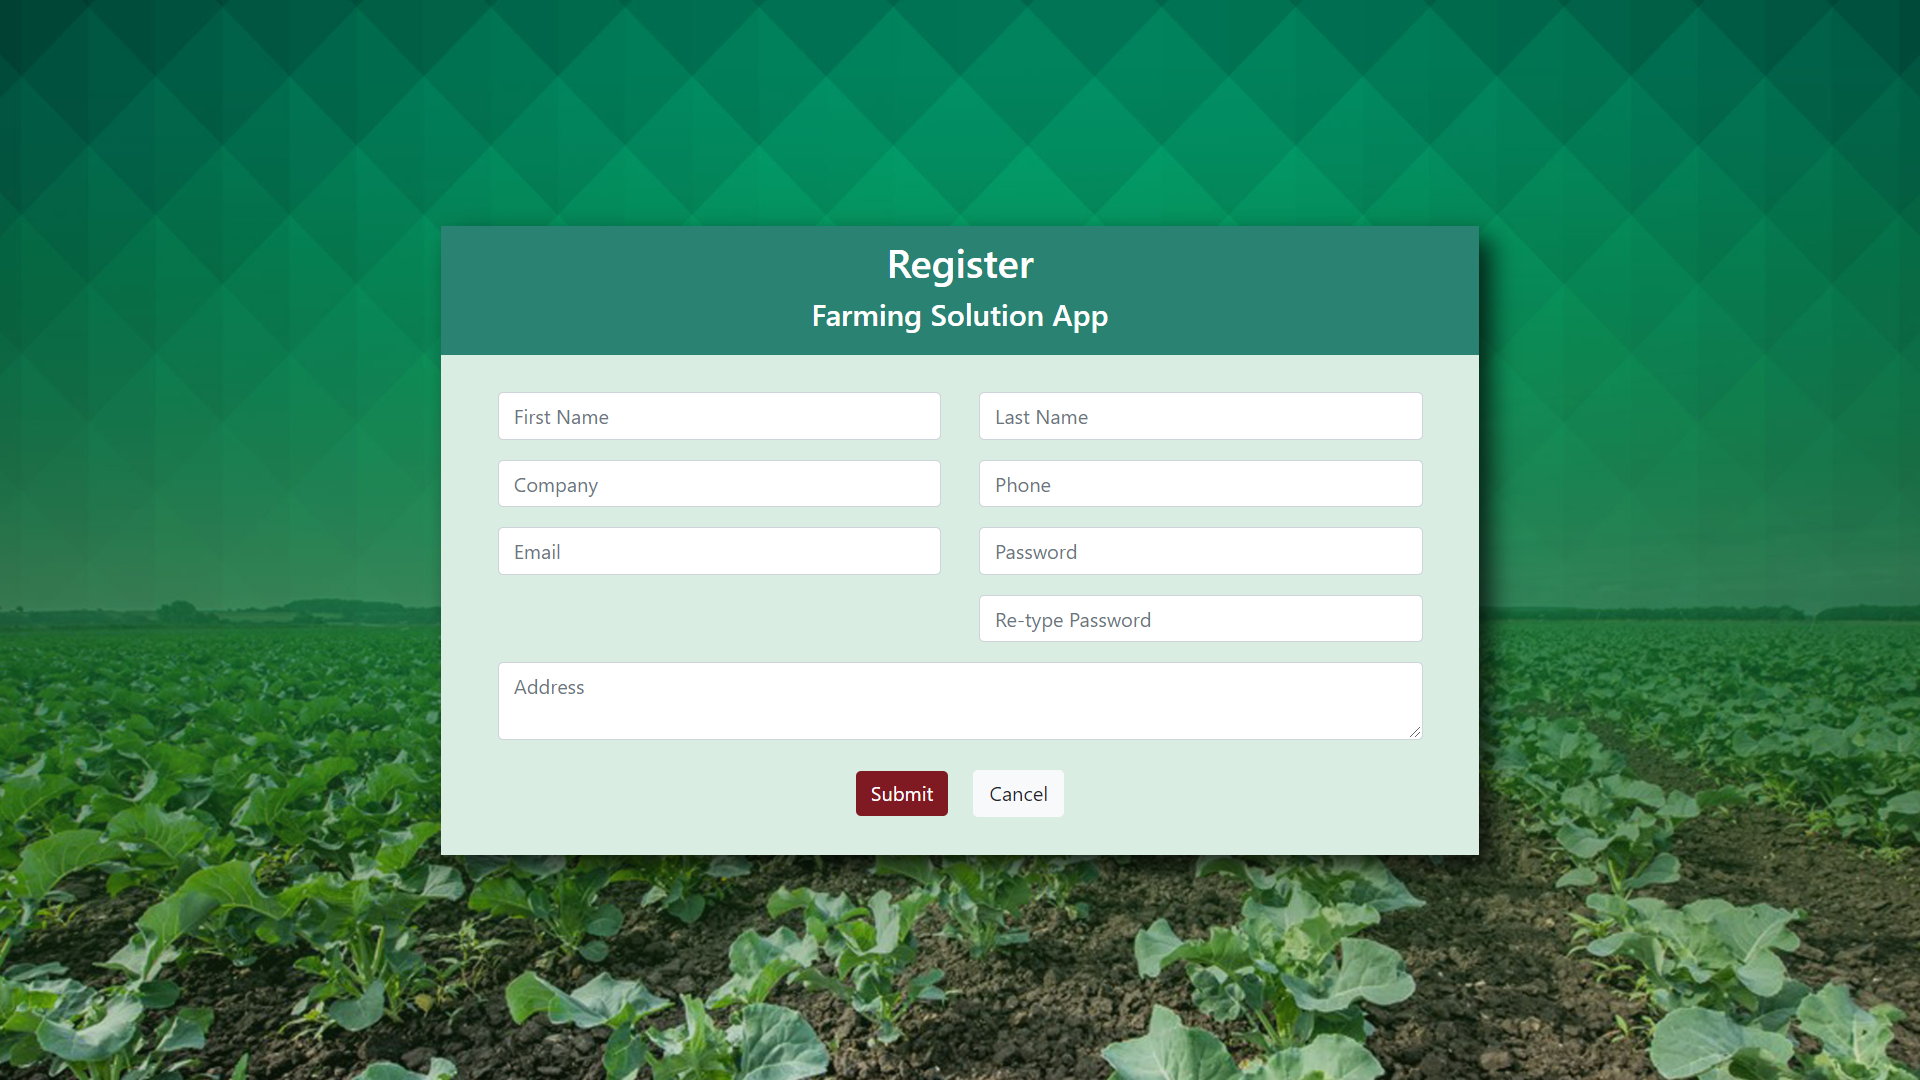 Register
Farming Solution App
First Name
Last Name
Company
Phone
Email
Password
Re-type Password
Address
Submit
Cancel